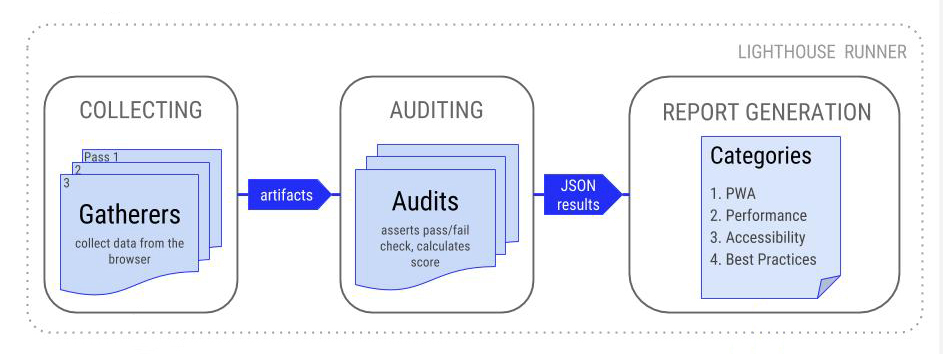 LIGHTHOUSE RUNNER
COLLECTING
Pass 1
2
3
Gatherers
collect data from the
browser
artifacts
AUDITING
Audits
asserts pass/fail
check, calculates
score
JSON
results
REPORT GENERATION
Categories
1. PWA
2. Performance
3. Accessibility
4. Best Practices